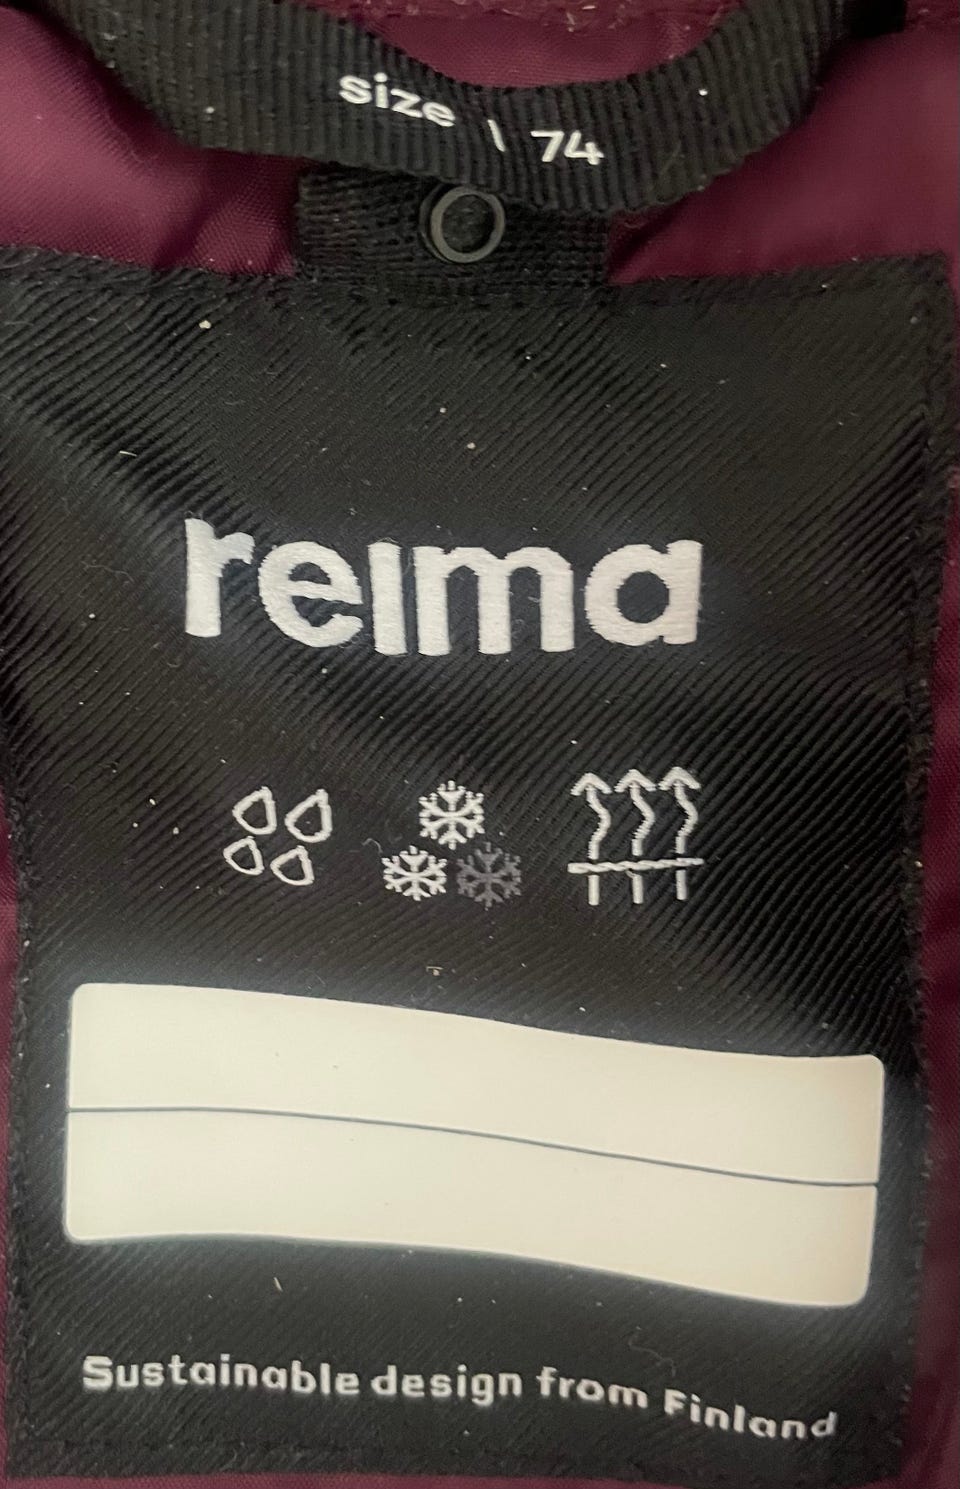 size \ 74
reima
Sustainable design from Finland